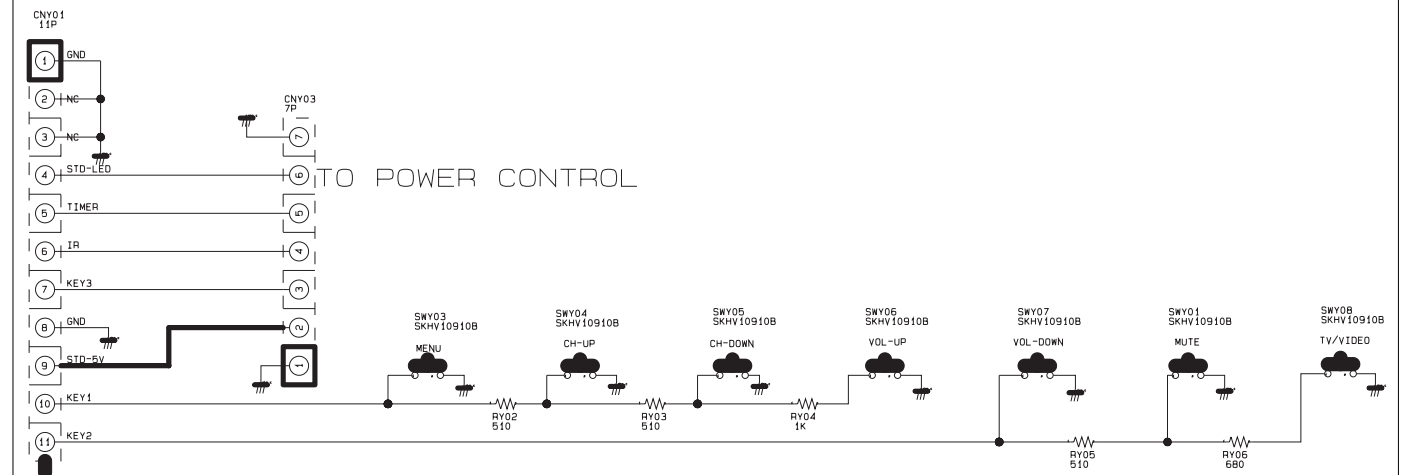 CNY01
11P
1 GND
2 NC
3 NC
4 STD-LED
5 TIMER
6 IR
7 KEY3
8 GND
9 STD-5V
10 KEY1
11 KEY2
CNY03
7P
7
6
5
4
3
2
1
TO POWER CONTROL
SWY03
SKHV10910B
MENU
SWY04
SKHV10910B
CH-UP
SWY05
SKHV10910B
CH-DOWN
SWY06
SKHV10910B
VOL-UP
SWY07
SKHV10910B
VOL-DOWN
SWY01
SKHV10910B
MUTE
SWY08
SKHV10910B
TV/VIDEO
RY02
510
RY03
510
RY04
1K
RY05
510
RY06
680